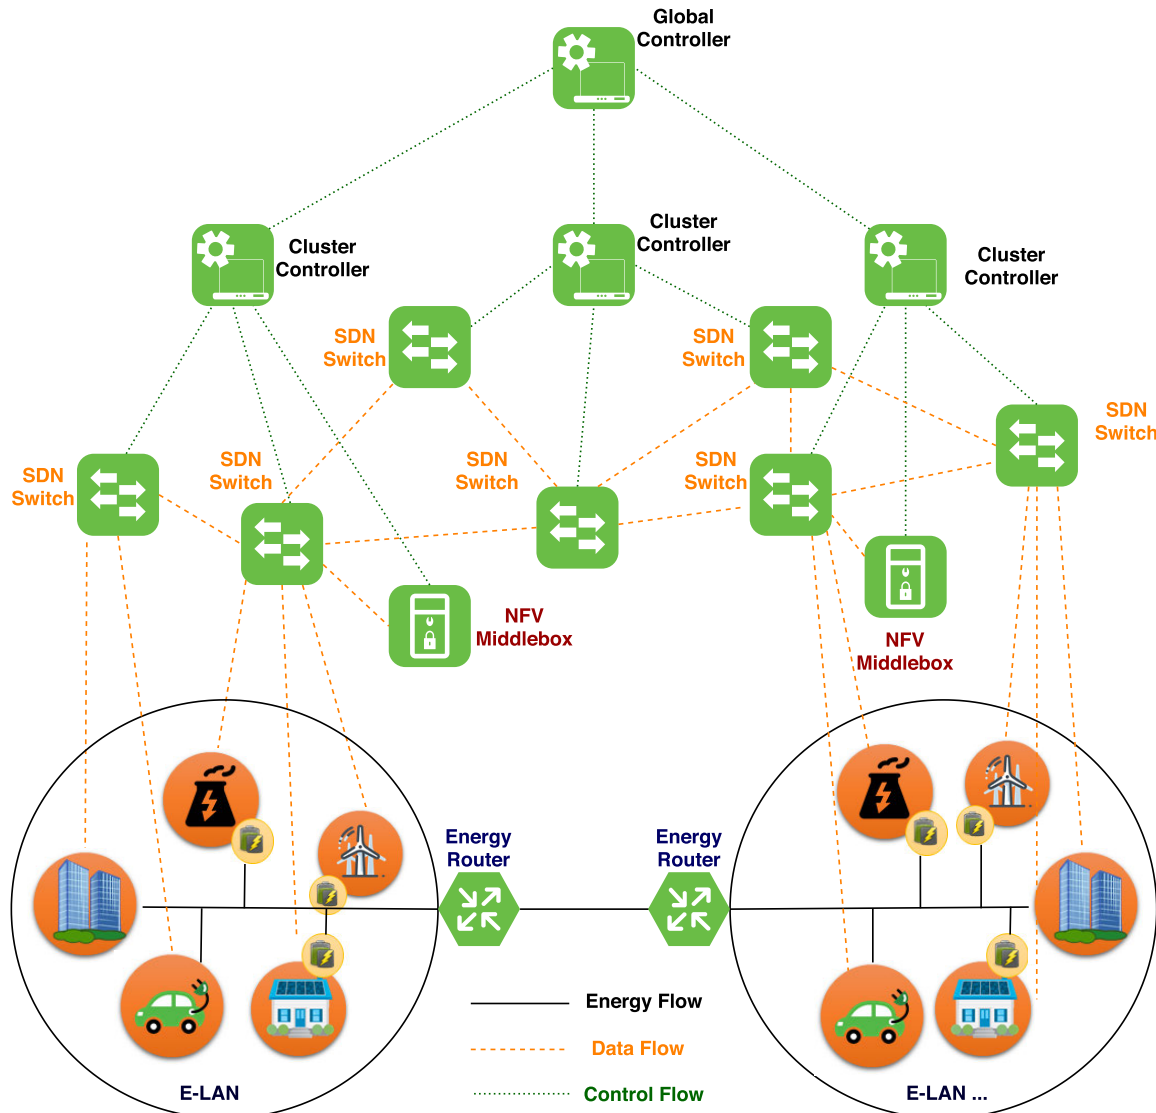 Global
Controller
Cluster
Controller
Cluster
Controller
Cluster
Controller
SDN
Switch
SDN
Switch
SDN
Switch
SDN
Switch
SDN
Switch
SDN
Switch
SDN
Switch
NFV
Middlebox
NFV
Middlebox
Energy
Router
Energy
Router
Energy Flow
Data Flow
Control Flow
E-LAN
E-LAN ...